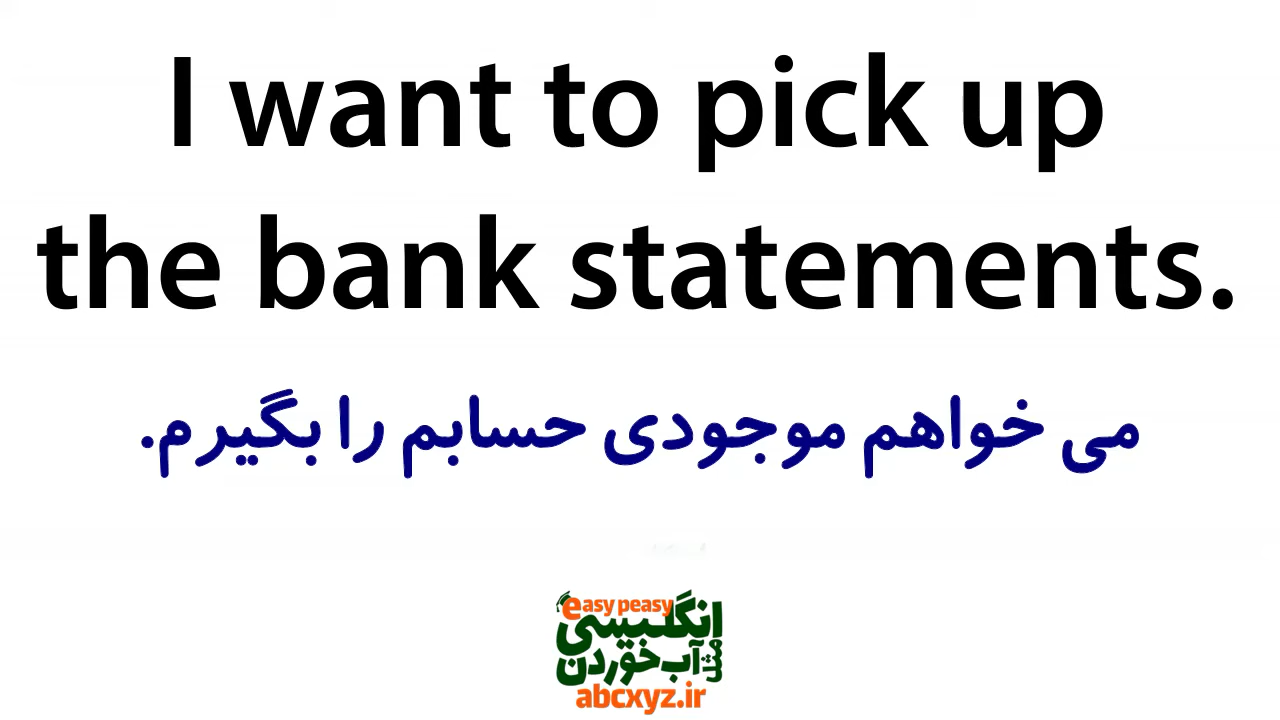 I want to pick up
the bank statements.
می خواهم موجودی حسابم را بگیرم.
easy peasy
انگلیسی
مثل
آب خوردن
abcxyz.ir